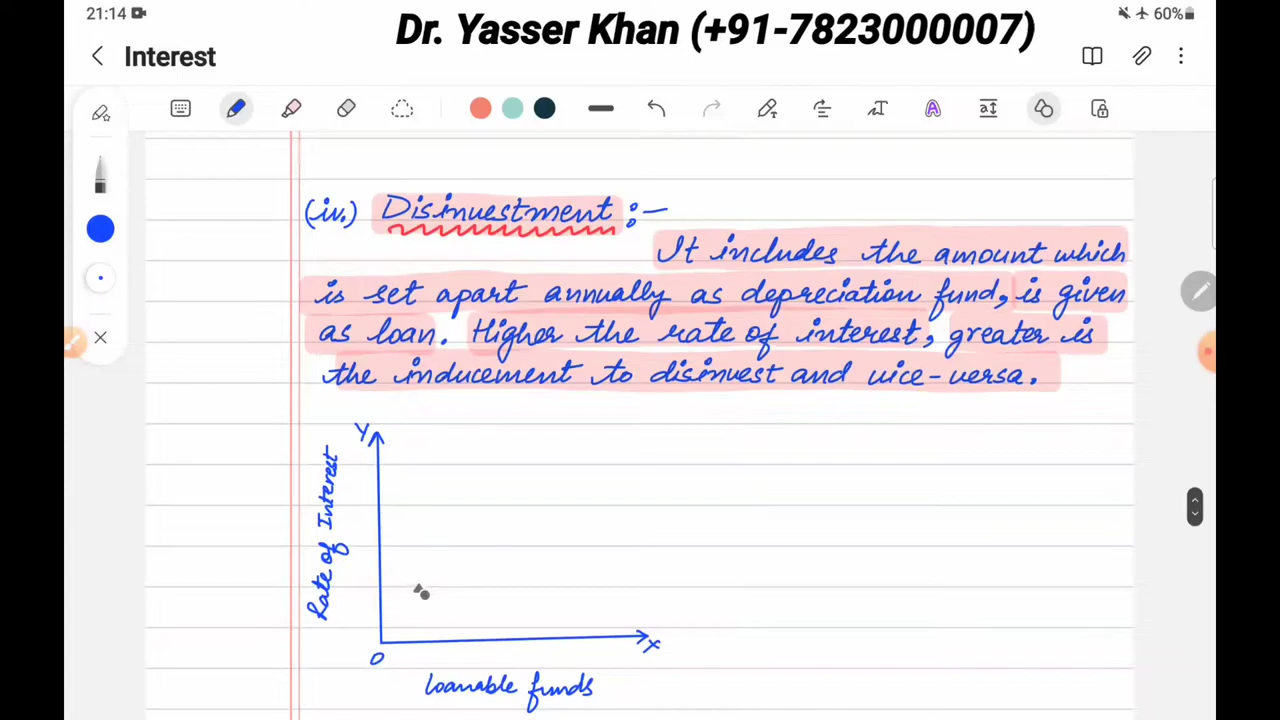 21:14
Dr. Yasser Khan (+91-7823000007)
60%
Interest
(iv.) Disinvestment :-
It includes the amount which
is set apart annually as depreciation fund, is given
as loan. Higher the rate of interest, greater is
the inducement to disinvest and vice-versa.
Y
Rate of Interest
O
X
loanable funds